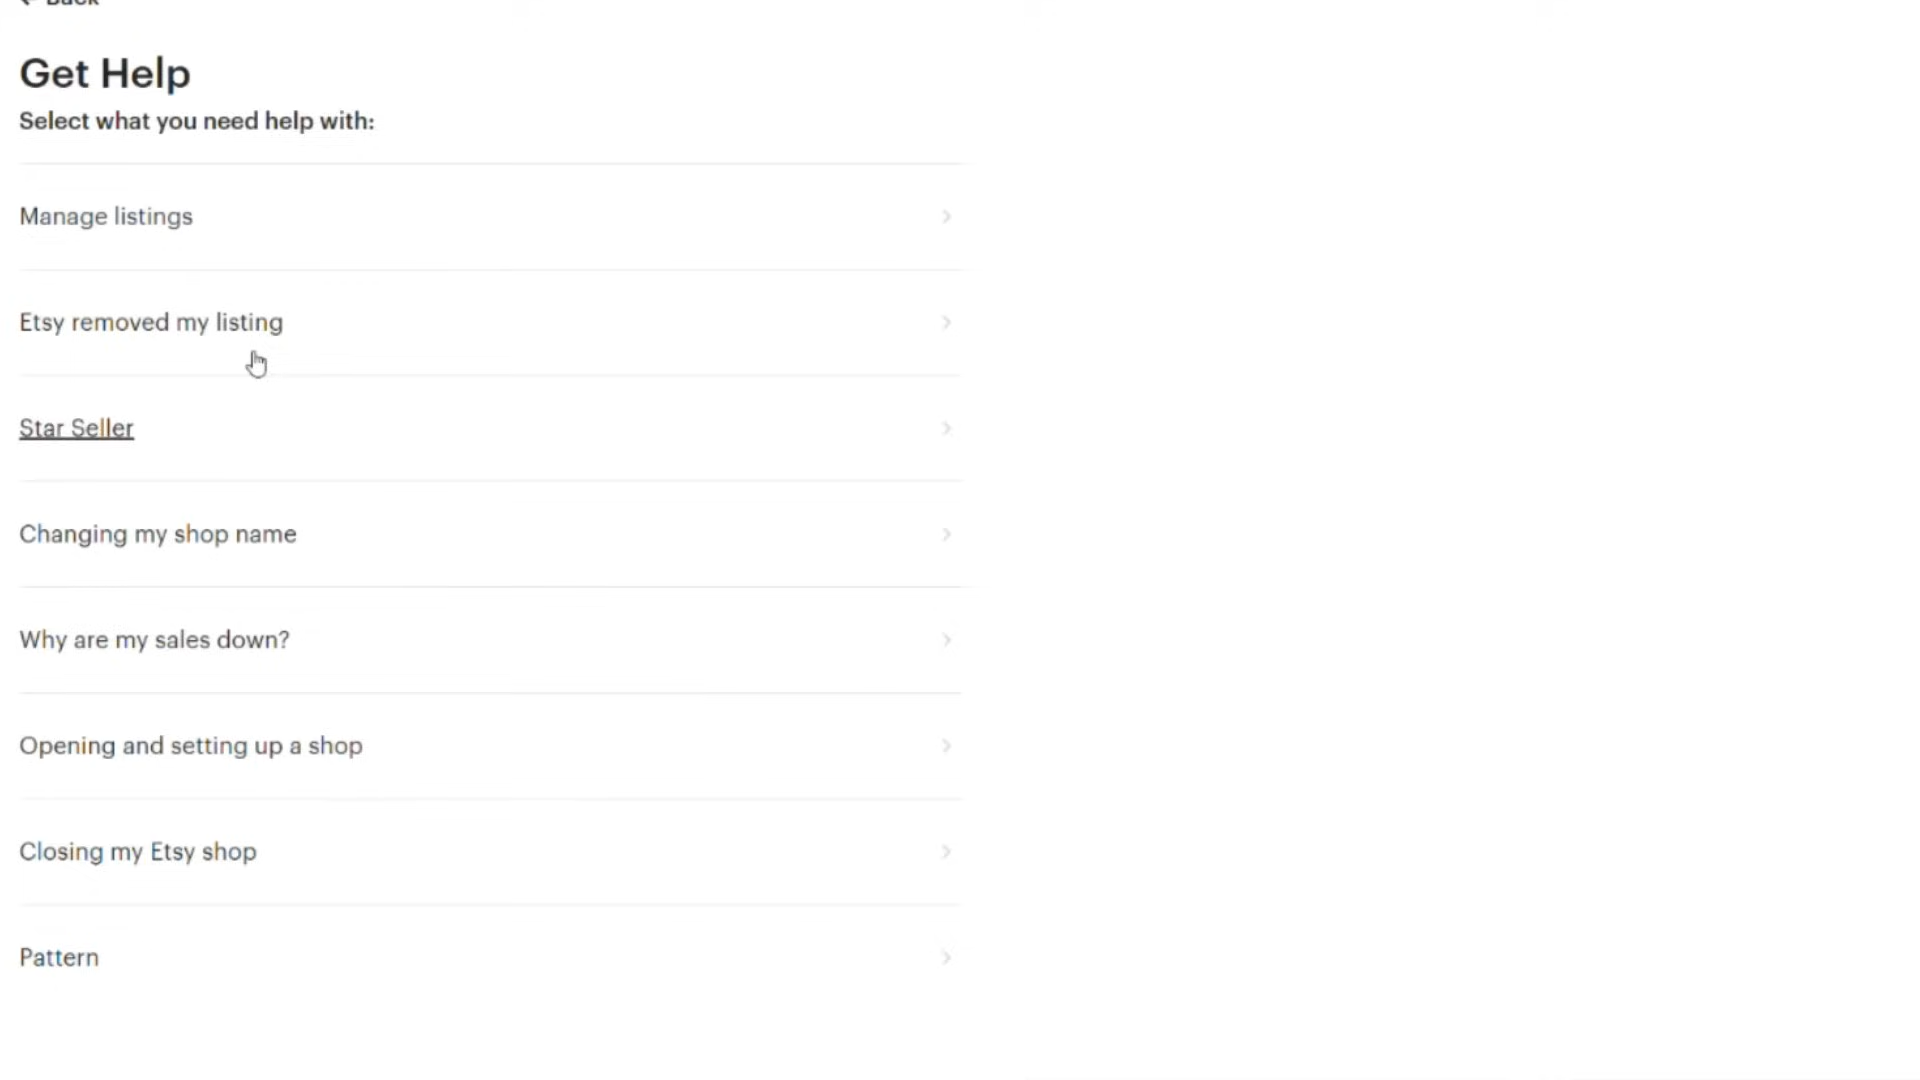 Back
Get Help
Select what you need help with:
Manage listings
Etsy removed my listing
Star Seller
Changing my shop name
Why are my sales down?
Opening and setting up a shop
Closing my Etsy shop
Pattern